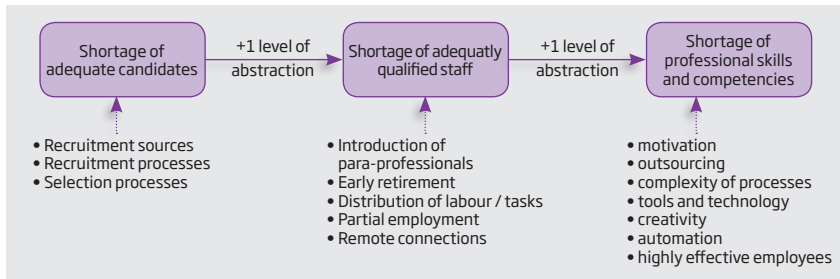 Shortage of
adequate candidates
+1 level of
abstraction
Shortage of adequatly
qualified staff
+1 level of
abstraction
Shortage of
professional skills
and competencies
• Recruitment sources
• Recruitment processes
• Selection processes
• Introduction of
para-professionals
• Early retirement
• Distribution of labour / tasks
• Partial employment
• Remote connections
• motivation
• outsourcing
• complexity of processes
• tools and technology
• creativity
• automation
• highly effective employees